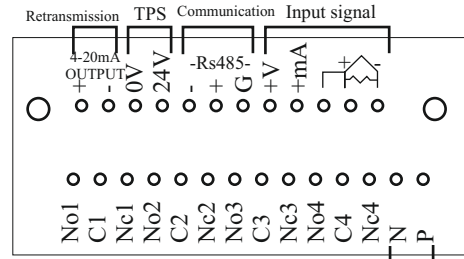 Retransmission TPS Communication Input signal
4-20mA
OUTPUT
-Rs485-
+ - 0V 24V - + G +V +mA + -
No1 C1 Nc1 No2 C2 Nc2 No3 C3 Nc3 No4 C4 Nc4 N P